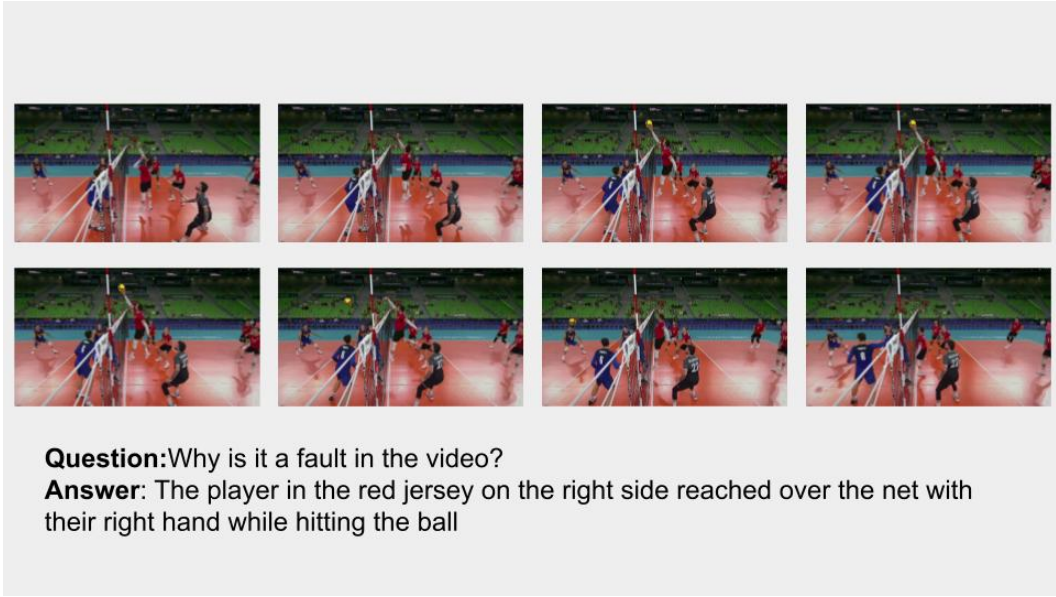 Question:Why is it a fault in the video?
Answer: The player in the red jersey on the right side reached over the net with
their right hand while hitting the ball